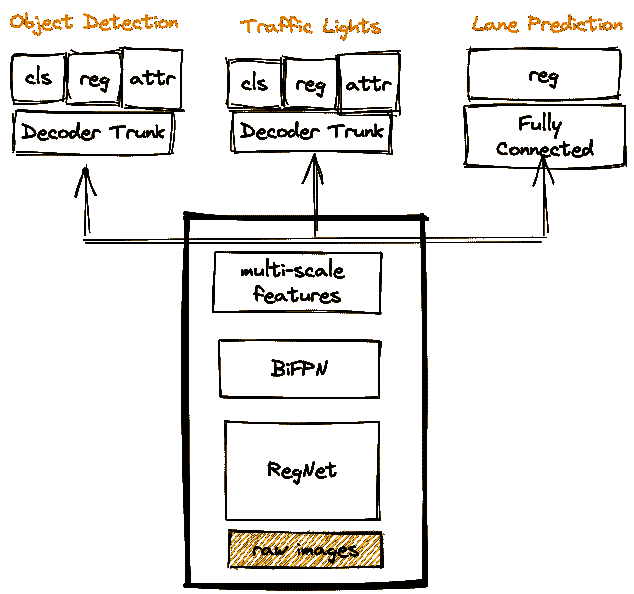 Object Detection
Traffic Lights
Lane Prediction
cls reg attr
cls reg attr
reg
Decoder Trunk
Decoder Trunk
Fully
Connected
multi-scale
features
BiFPN
RegNet
raw images